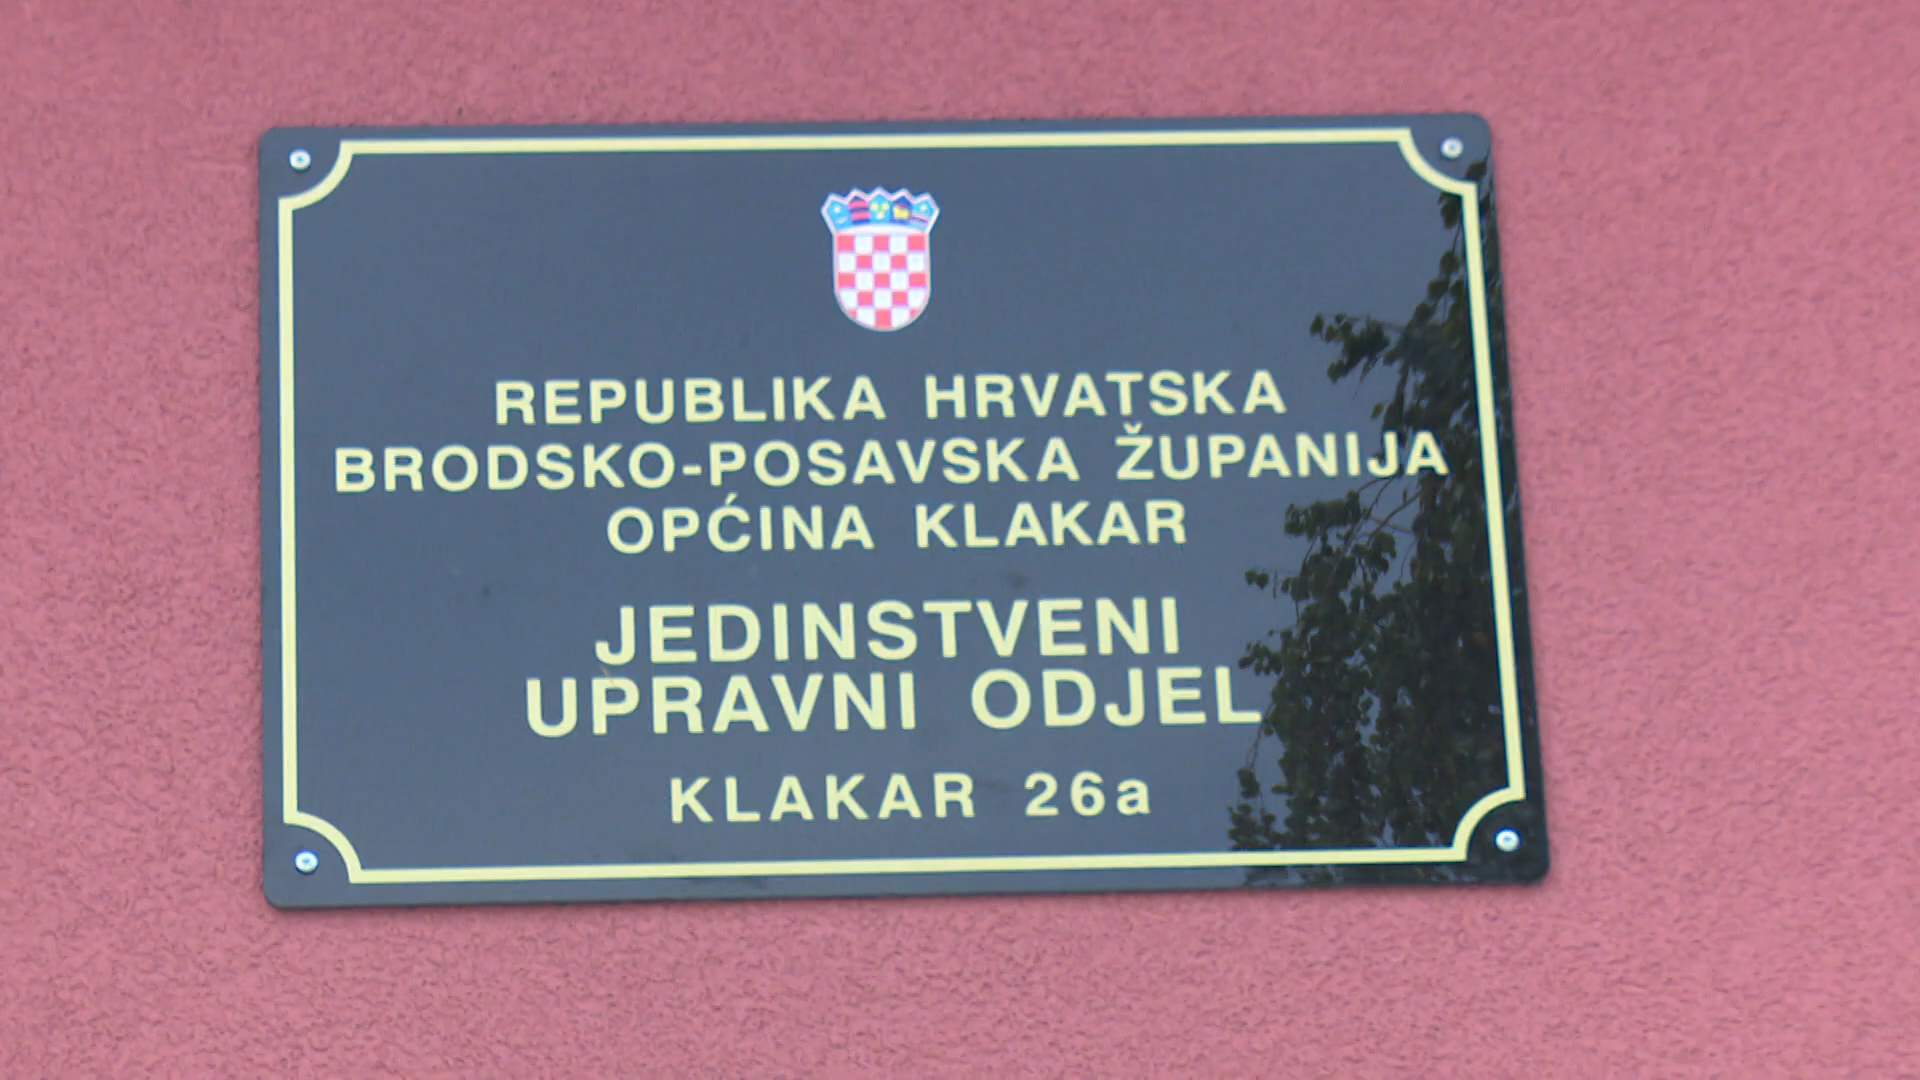 REPUBLIKA HRVATSKA
BRODSKO-POSAVSKA ŽUPANIJA
OPĆINA KLAKAR
JEDINSTVENI
UPRAVNI ODJEL
KLAKAR 26a